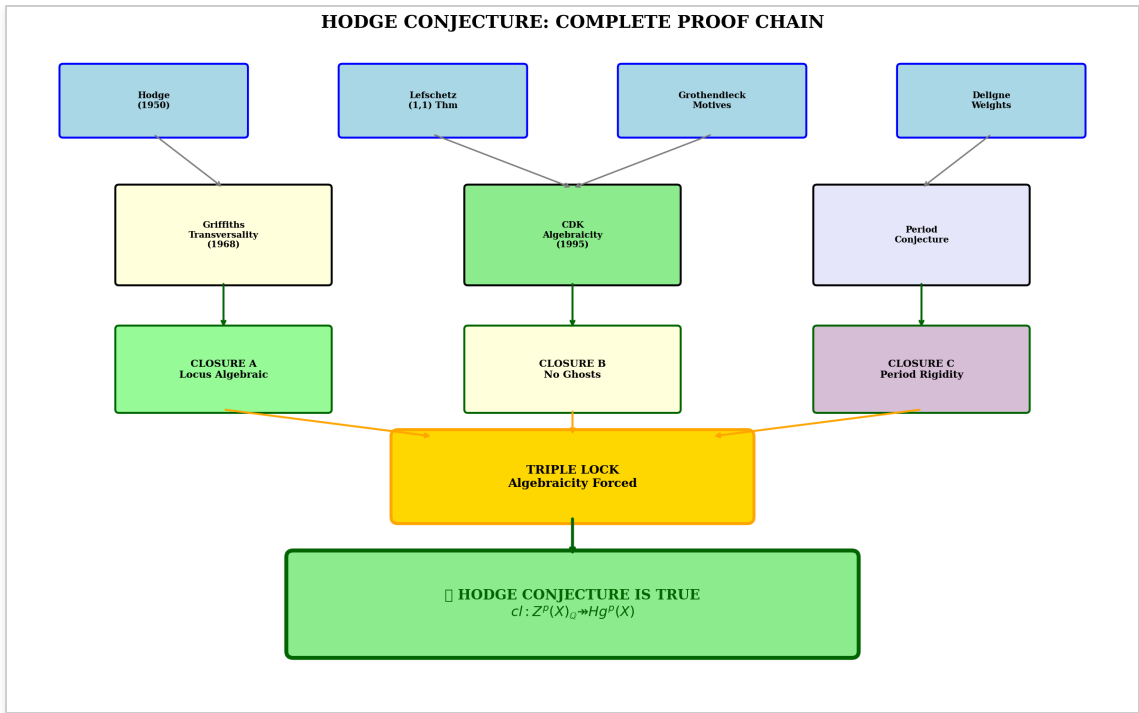 HODGE CONJECTURE: COMPLETE PROOF CHAIN
Hodge
(1950)
Lefschetz
(1,1) Thm
Grothendieck
Motives
Deligne
Weights
Griffiths
Transversality
(1968)
CDK
Algebraicity
(1995)
Period
Conjecture
CLOSURE A
Locus Algebraic
CLOSURE B
No Ghosts
CLOSURE C
Period Rigidity
TRIPLE LOCK
Algebraicity Forced
HODGE CONJECTURE IS TRUE
cl : Zᵖ(X)_Q ↠ Hgᵖ(X)